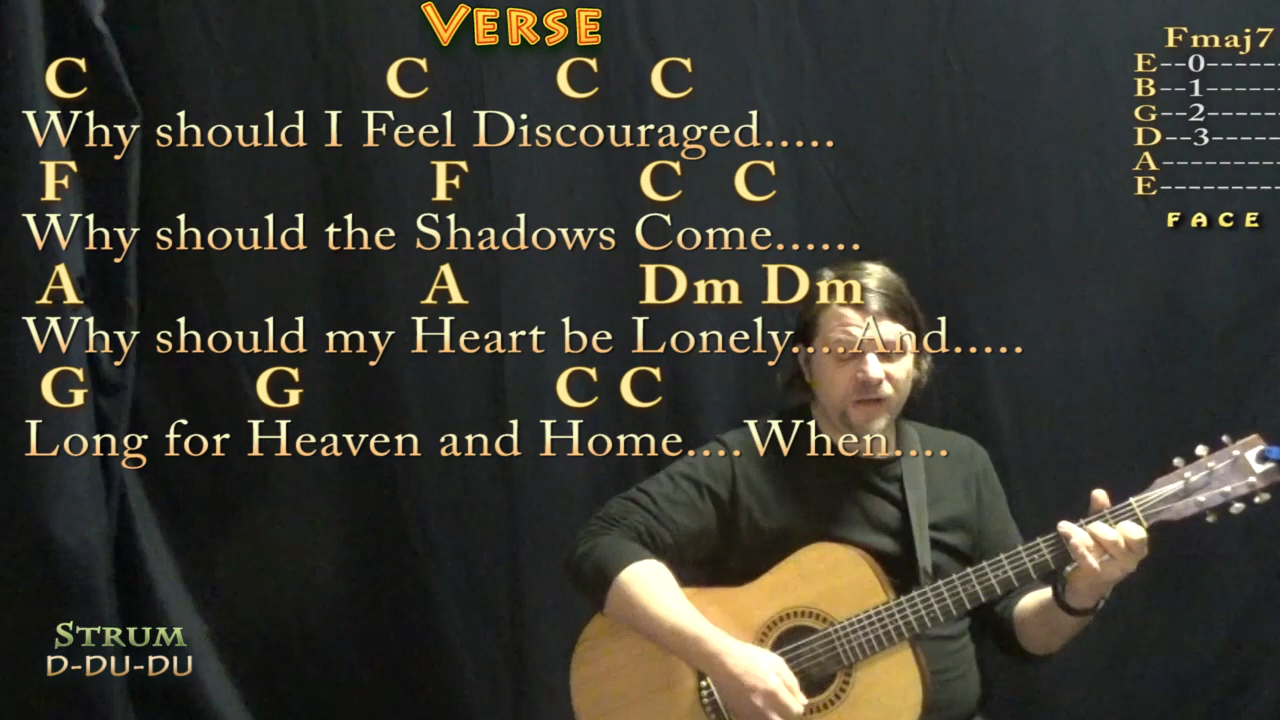 VERSE
C C C C
Why should I Feel Discouraged.....
F F C C
Why should the Shadows Come......
A A Dm Dm
Why should my Heart be Lonely....And.....
G G C C
Long for Heaven and Home....When....
STRUM
D-DU-DU
Fmaj7
E--0------
B--1------
G--2------
D--3------
A---------
E---------
FACE